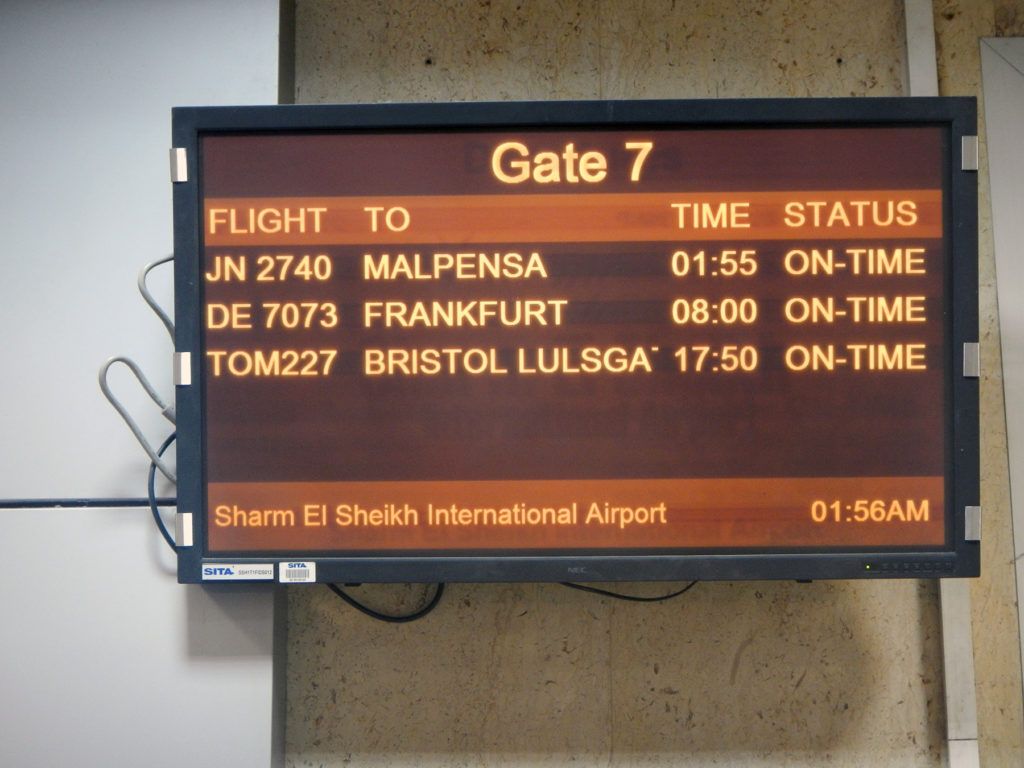 Gate 7
FLIGHT TO TIME STATUS
JN 2740 MALPENSA 01:55 ON-TIME
DE 7073 FRANKFURT 08:00 ON-TIME
TOM227 BRISTOL LULSGA 17:50 ON-TIME
Sharm El Sheikh International Airport 01:56AM
SITA SITA
NEC